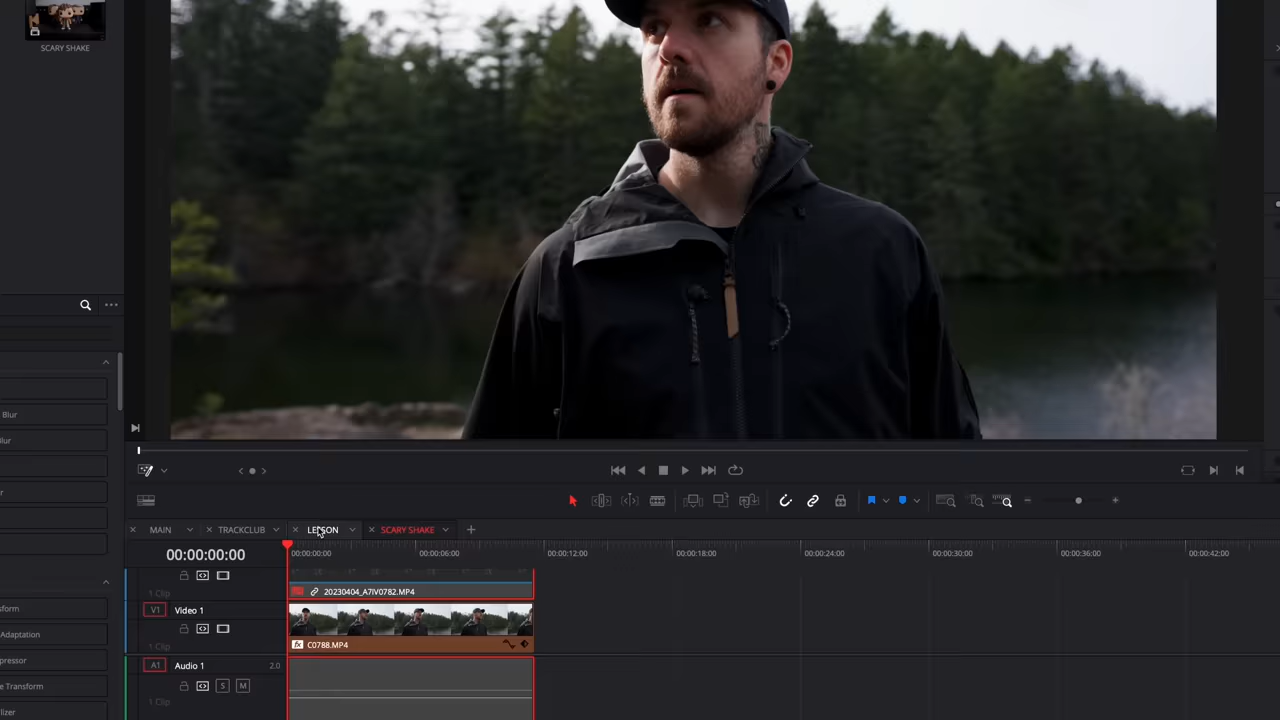 SCARY SHAKE
Blur
lur
r
sform
Adaptation
pressor
e Transform
lizer
MAIN
TRACKCLUB
LESSON
SCARY SHAKE
00:00:00:00
00:00:00:00
00:00:06:00
00:00:12:00
00:00:18:00
00:00:24:00
00:00:30:00
00:00:36:00
00:00:42:00
1 Clip
20230404_A7IV0782.MP4
V1 Video 1
1 Clip
fx C0788.MP4
A1 Audio 1 2.0
S M
1 Clip